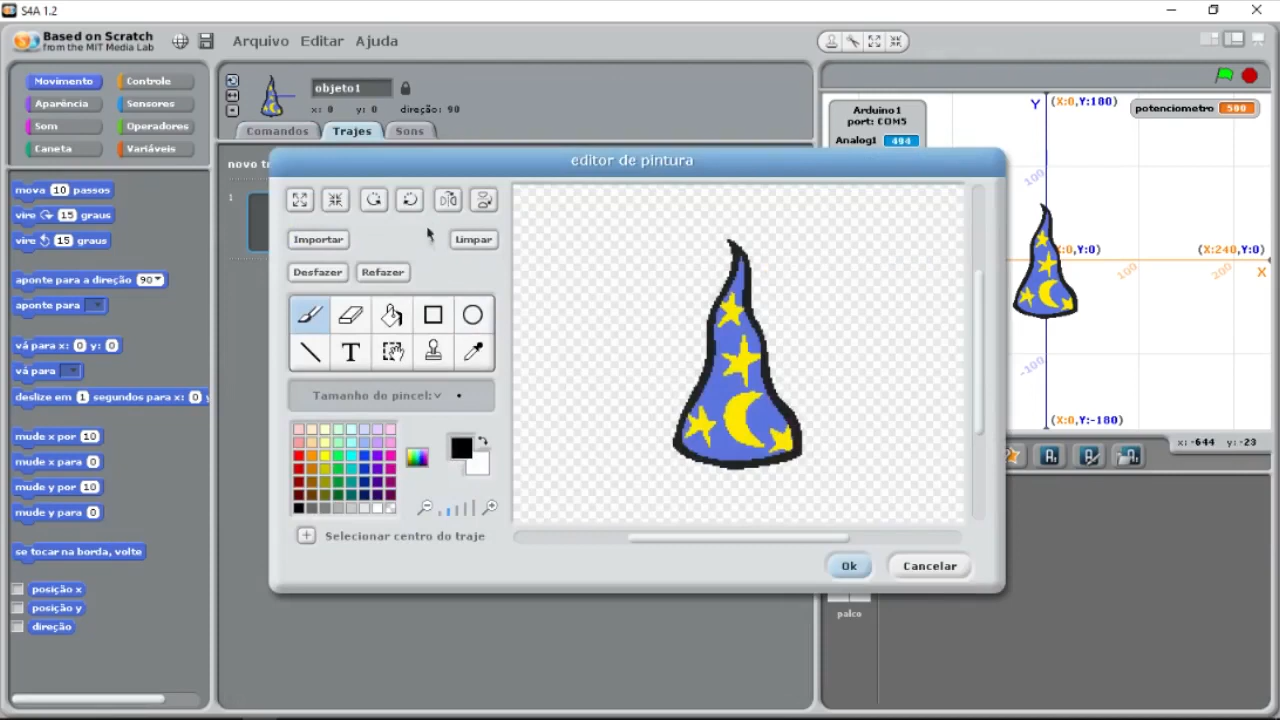 S4A 1.2
Based on Scratch
from the MIT Media Lab
Arquivo Editar Ajuda
Movimento Controle
Aparência Sensores
Som Operadores
Caneta Variáveis
objeto1
x: 0 y: 0 direção: 90
Comandos Trajes Sons
novo
1
mova 10 passos
vire 15 graus
vire 15 graus
aponte para a direção 90
aponte para
vá para x: 0 y: 0
vá para
deslize em 1 segundos para x: 0
mude x por 10
mude x para 0
mude y por 10
mude y para 0
se tocar na borda, volte
posição x
posição y
direção
editor de pintura
Importar Limpar
Desfazer Refazer
T
Tamanho do pincel:
Selecionar centro do traje
Ok Cancelar
Arduino1
port: COM5
Analog1 494
Y (X:0,Y:180)
potenciometro 500
100
X:0,Y:0)
(X:240,Y:0)
100 200 X
-100
(X:0,Y:-180)
x: -644 y: -23
palco